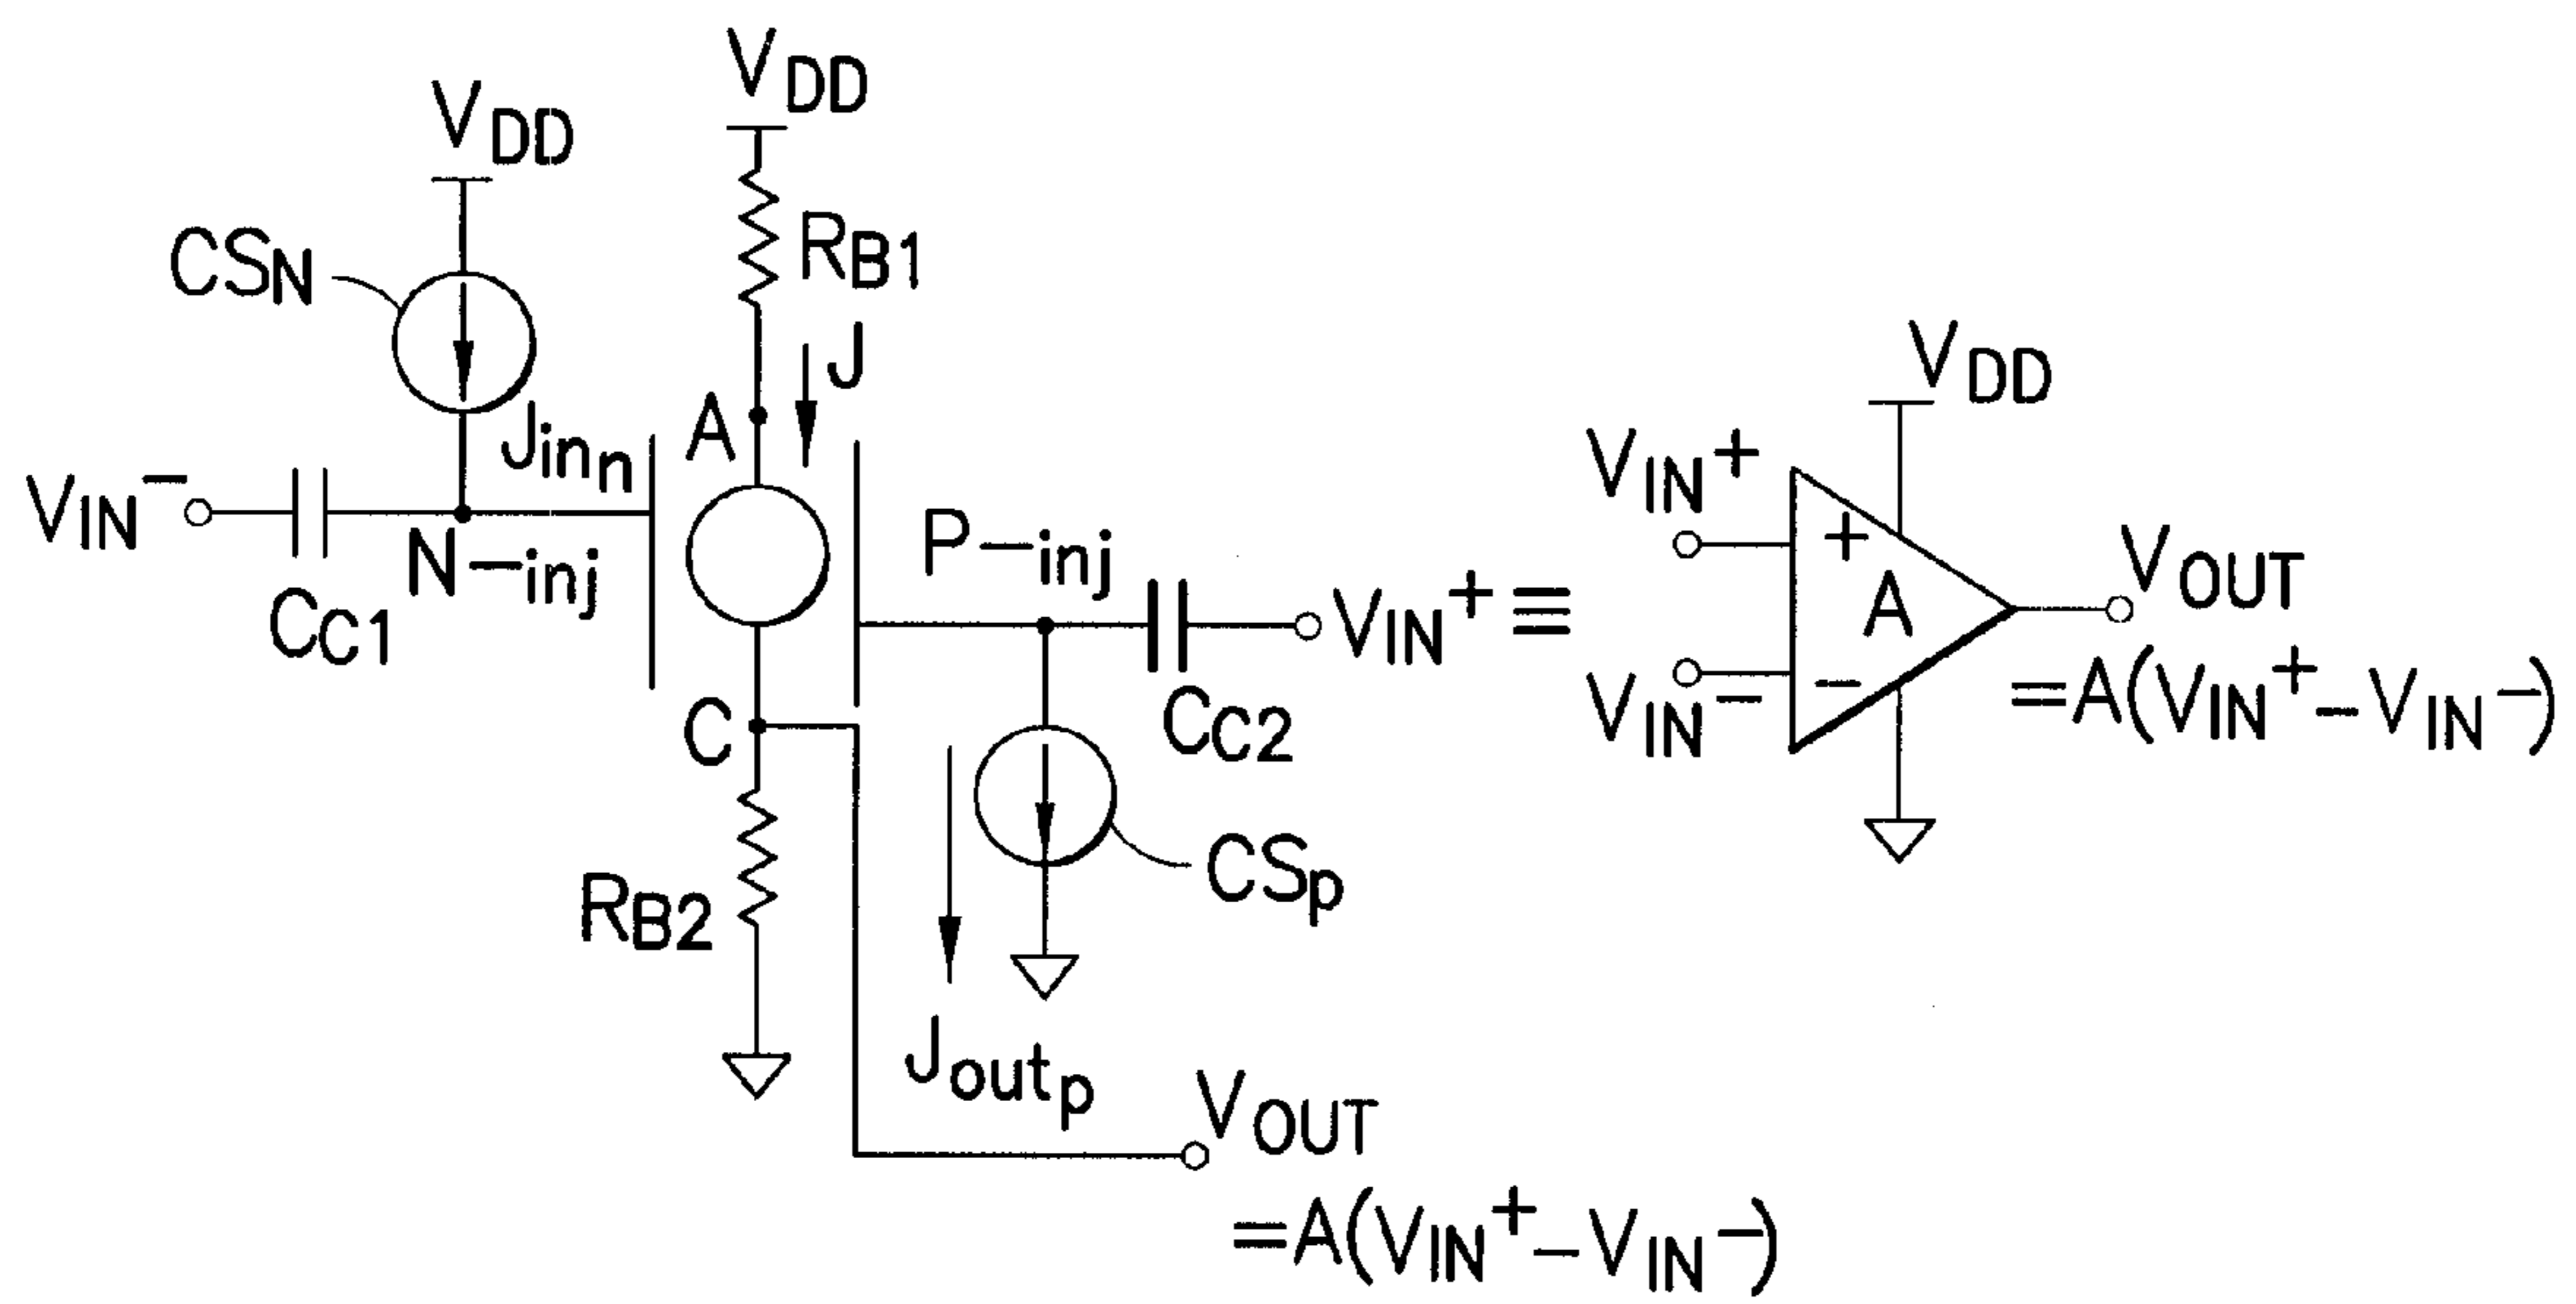 VDD
VDD
CSN
RB1
J
A
Jinn
VIN-
N-inj
CC1
P-inj
VIN+
≡
CC2
C
RB2
CSp
Joutp
VOUT
=A(VIN+-VIN-)
VDD
VIN+
+
A
-
VIN-
VOUT
=A(VIN+-VIN-)